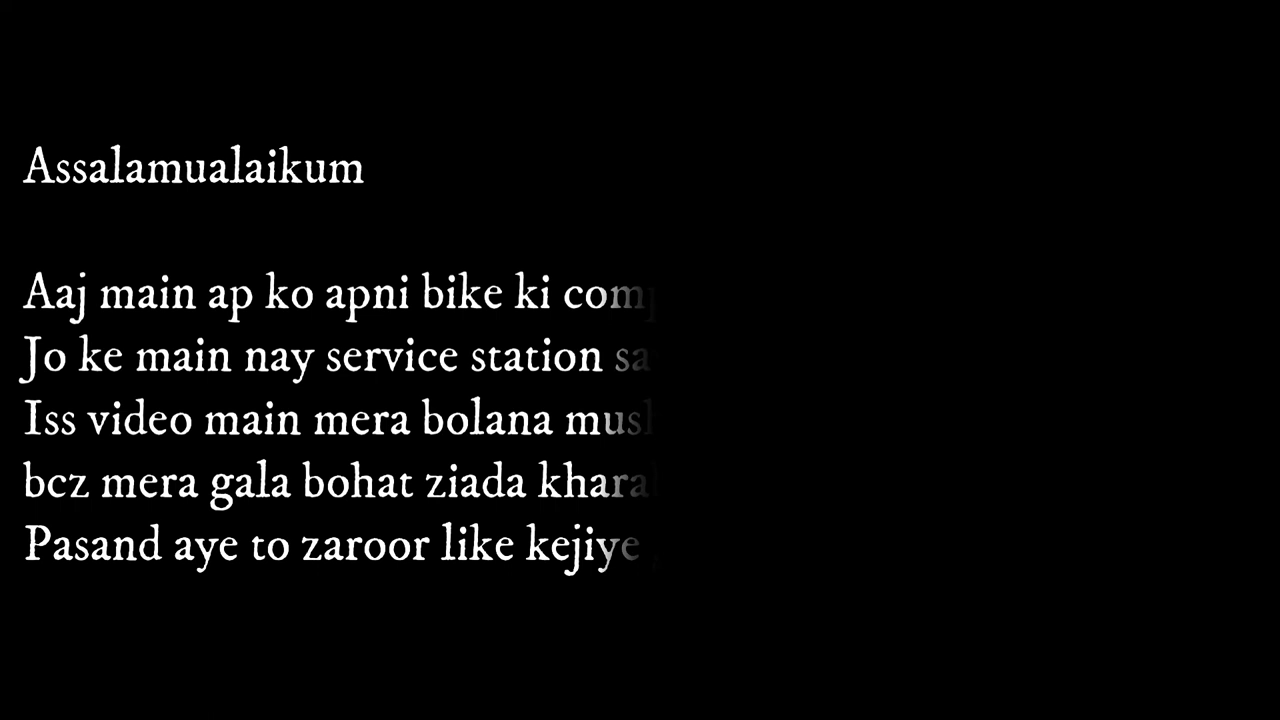 Assalamualaikum
Aaj main ap ko apni bike ki
Jo ke main nay service station
Iss video main mera bolana
bcz mera gala bohat ziada
Pasand aye to zaroor like kejiye